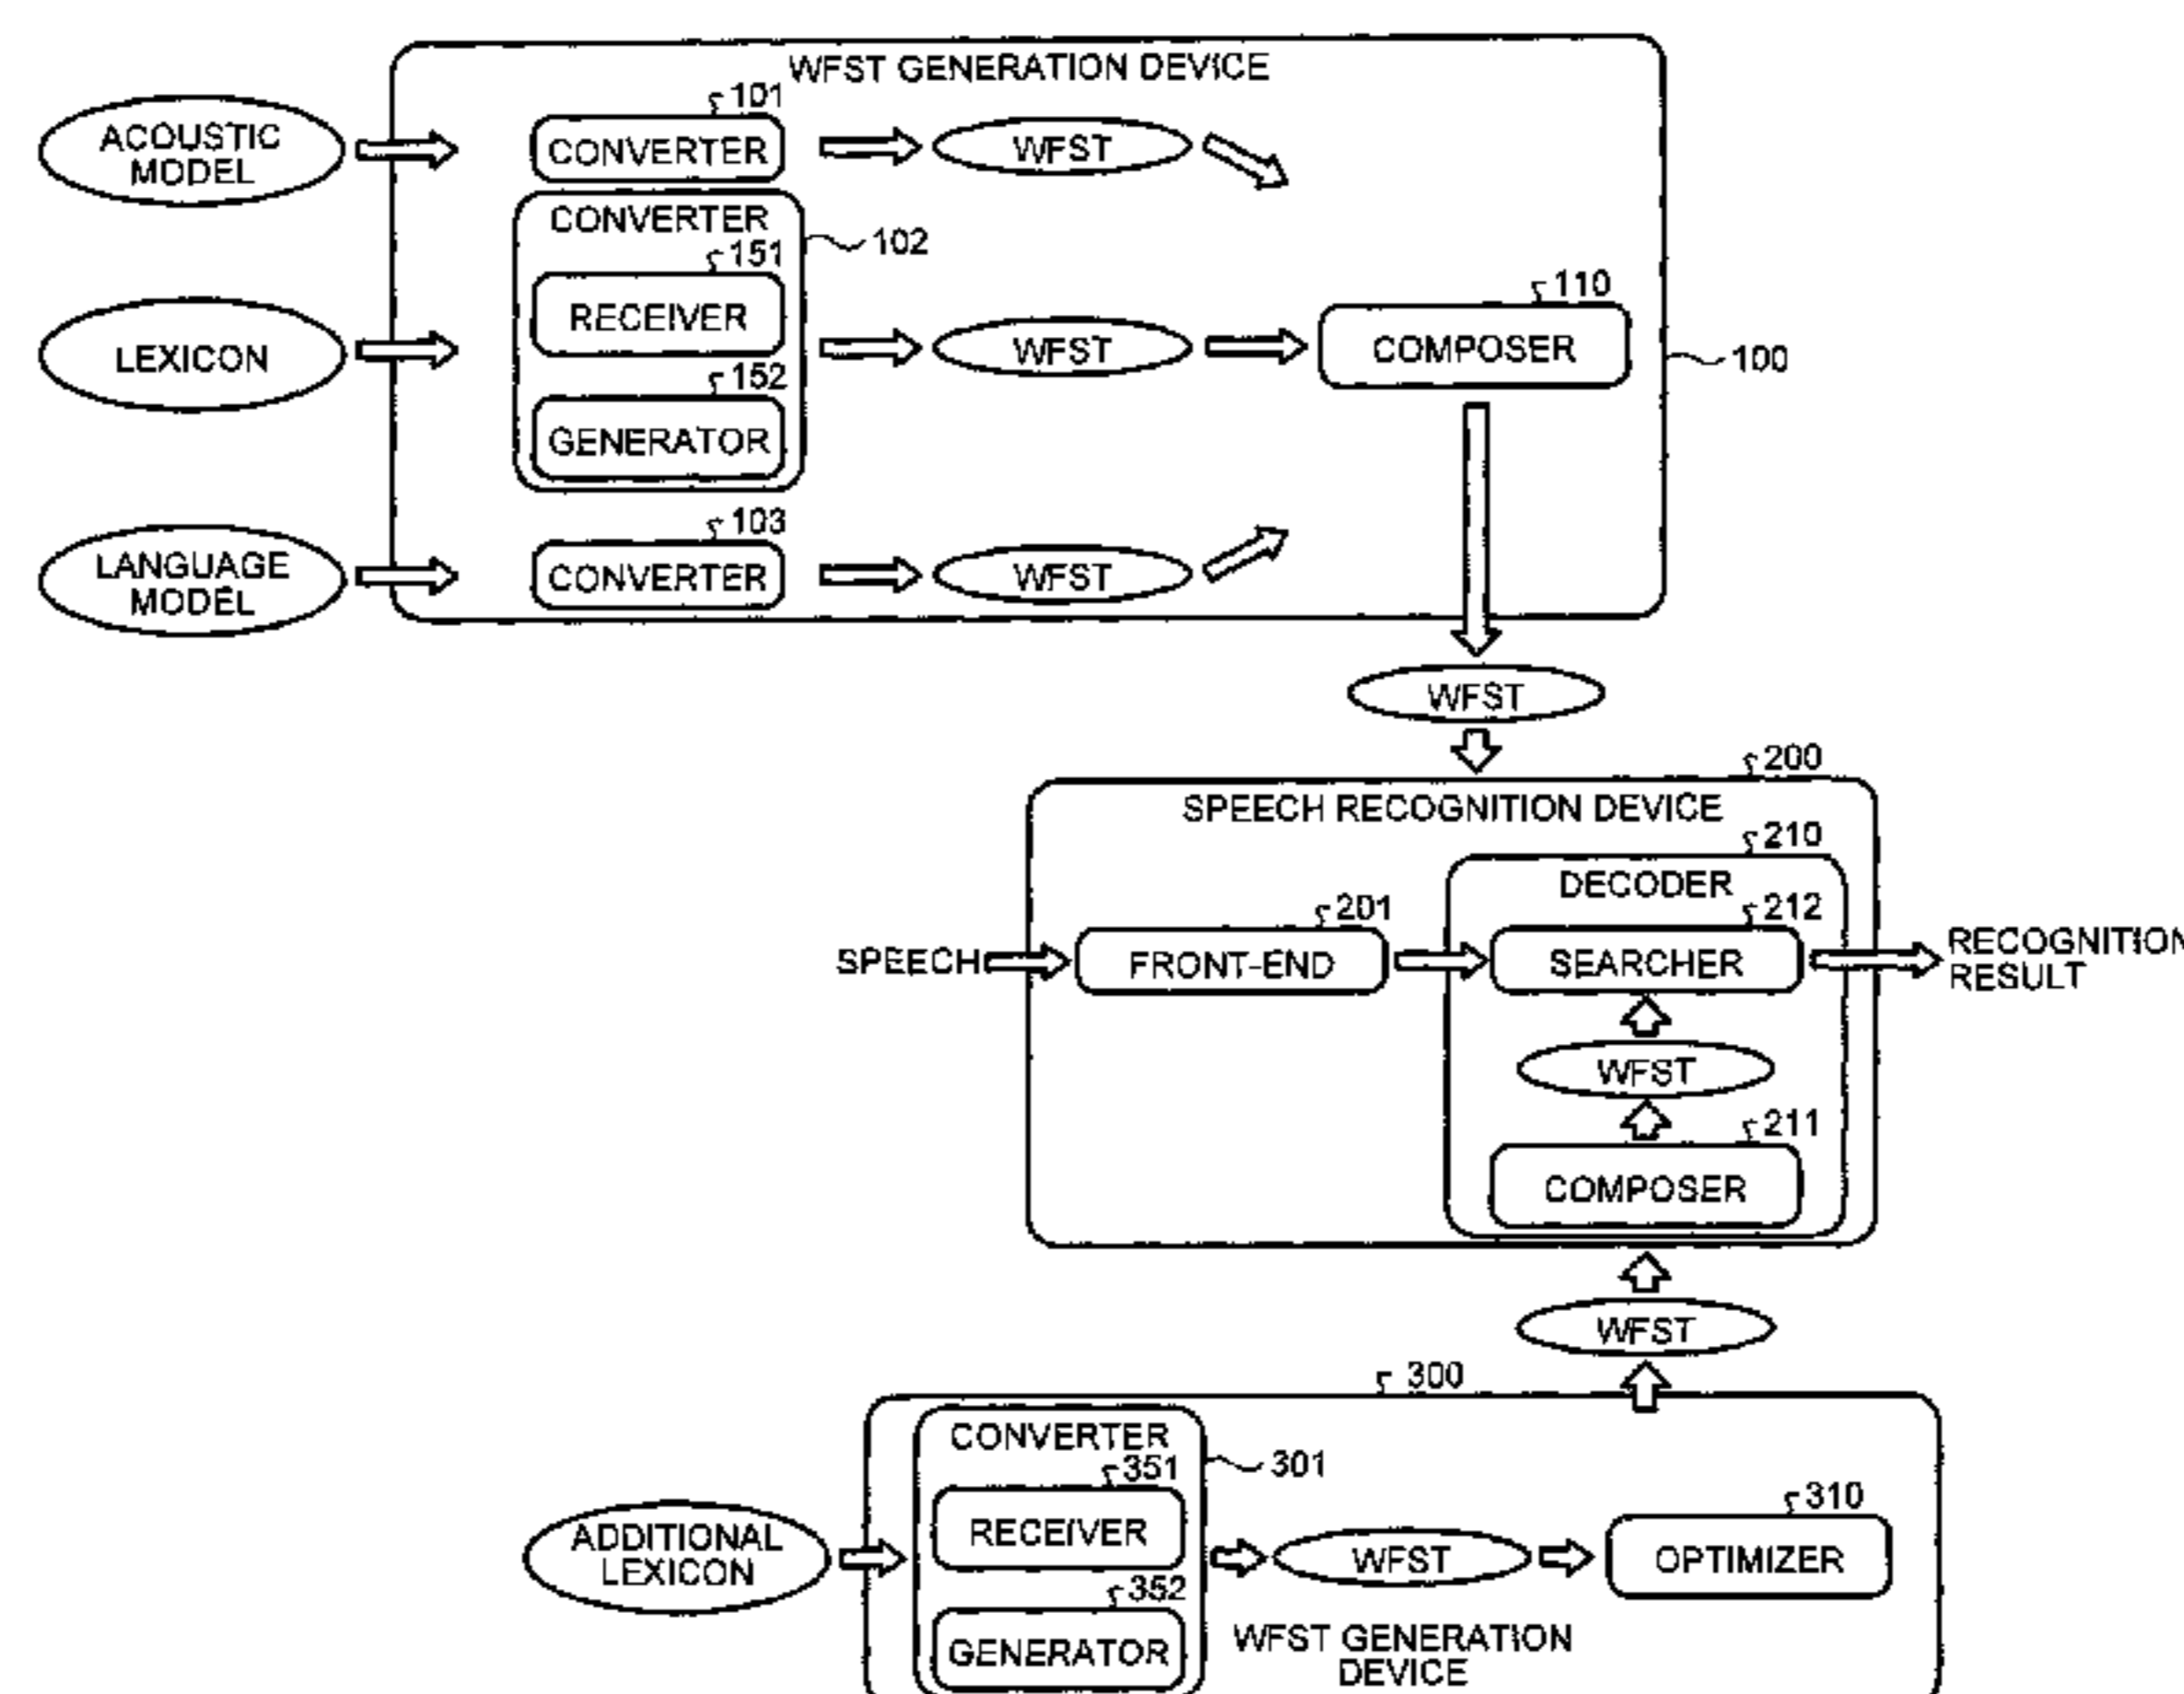 WFST GENERATION DEVICE
101
ACOUSTIC
MODEL
CONVERTER
WFST
CONVERTER
102
151
LEXICON
RECEIVER
WFST
110
COMPOSER
100
152
GENERATOR
103
LANGUAGE
MODEL
CONVERTER
WFST
WFST
200
SPEECH RECOGNITION DEVICE
210
DECODER
201
212
SPEECH
FRONT-END
SEARCHER
RECOGNITION
RESULT
WFST
211
COMPOSER
WFST
300
CONVERTER
301
351
RECEIVER
ADDITIONAL
LEXICON
WFST
310
OPTIMIZER
352
GENERATOR
WFST GENERATION
DEVICE